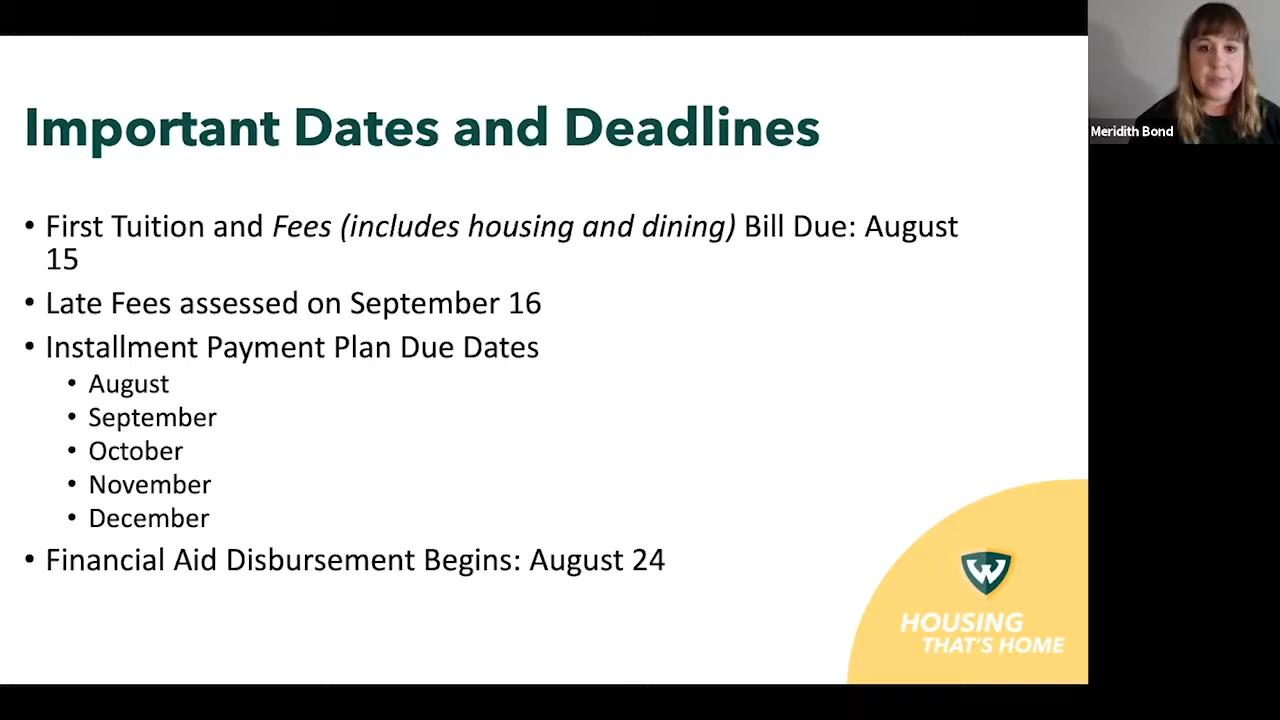 Important Dates and Deadlines
• First Tuition and Fees (includes housing and dining) Bill Due: August
15
• Late Fees assessed on September 16
• Installment Payment Plan Due Dates
• August
• September
• October
• November
• December
• Financial Aid Disbursement Begins: August 24
W
HOUSING
THAT'S HOME
Meridith Bond